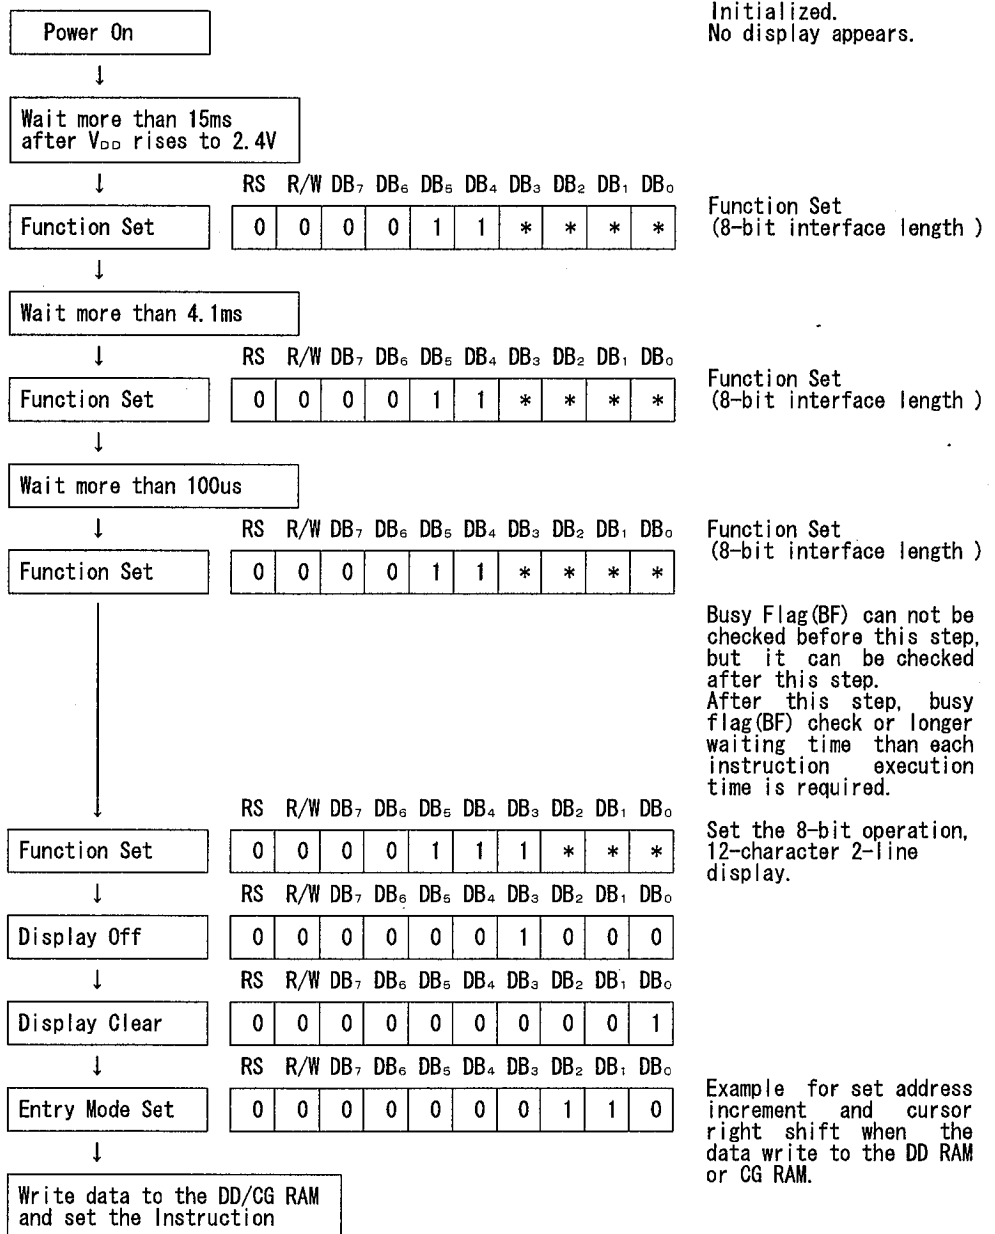 Initialized.
Power On
No display appears.
↓
Wait more than 15ms
after VDD rises to 2.4V
↓
RS R/W DB₇ DB₆ DB₅ DB₄ DB₃ DB₂ DB₁ DB₀
Function Set
0 0 0 0 1 1 * * * *
Function Set
(8-bit interface length )
↓
Wait more than 4.1ms
↓
RS R/W DB₇ DB₆ DB₅ DB₄ DB₃ DB₂ DB₁ DB₀
Function Set
0 0 0 0 1 1 * * * *
Function Set
(8-bit interface length )
↓
Wait more than 100us
↓
RS R/W DB₇ DB₆ DB₅ DB₄ DB₃ DB₂ DB₁ DB₀
Function Set
0 0 0 0 1 1 * * * *
Function Set
(8-bit interface length )
Busy Flag(BF) can not be
checked before this step,
but it can be checked
after this step.
After this step, busy
flag(BF) check or longer
waiting time than each
instruction execution
time is required.
↓
RS R/W DB₇ DB₆ DB₅ DB₄ DB₃ DB₂ DB₁ DB₀
Function Set
0 0 0 0 1 1 1 * * *
Set the 8-bit operation,
12-character 2-line
display.
↓
RS R/W DB₇ DB₆ DB₅ DB₄ DB₃ DB₂ DB₁ DB₀
Display Off
0 0 0 0 0 0 1 0 0 0
↓
RS R/W DB₇ DB₆ DB₅ DB₄ DB₃ DB₂ DB₁ DB₀
Display Clear
0 0 0 0 0 0 0 0 0 1
↓
RS R/W DB₇ DB₆ DB₅ DB₄ DB₃ DB₂ DB₁ DB₀
Entry Mode Set
0 0 0 0 0 0 0 1 1 0
Example for set address
increment and cursor
right shift when the
data write to the DD RAM
or CG RAM.
↓
Write data to the DD/CG RAM
and set the Instruction